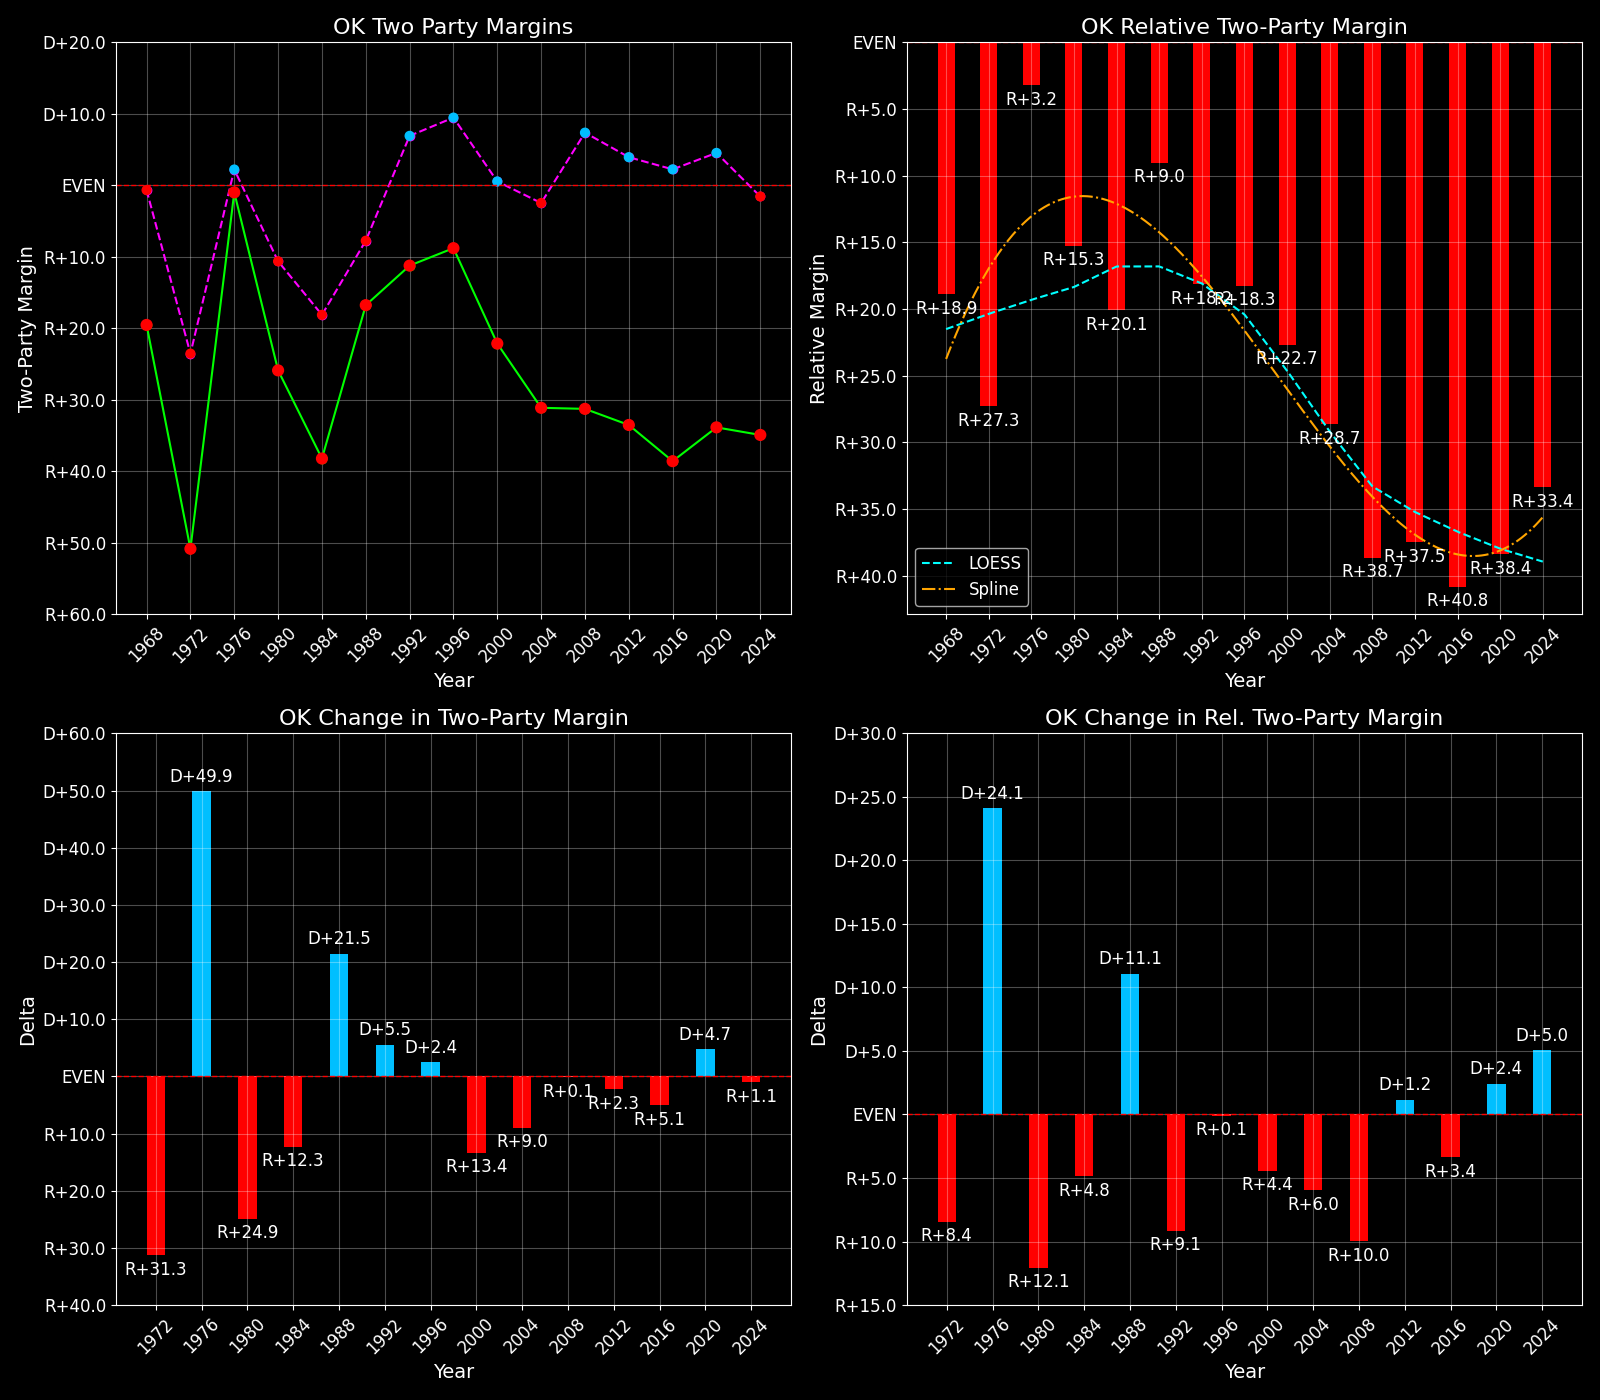 OK Two Party Margins
D+20.0
D+10.0
EVEN
R+10.0
R+20.0
R+30.0
R+40.0
R+50.0
R+60.0
Two-Party Margin
1968 1972 1976 1980 1984 1988 1992 1996 2000 2004 2008 2012 2016 2020 2024
Year
OK Relative Two-Party Margin
EVEN
R+5.0
R+10.0
R+15.0
R+20.0
R+25.0
R+30.0
R+35.0
R+40.0
Relative Margin
R+18.9
R+27.3
R+3.2
R+15.3
R+20.1
R+9.0
R+18.2
R+18.3
R+22.7
R+28.7
R+38.7
R+37.5
R+40.8
R+38.4
R+33.4
LOESS
Spline
1968 1972 1976 1980 1984 1988 1992 1996 2000 2004 2008 2012 2016 2020 2024
Year
OK Change in Two-Party Margin
D+60.0
D+50.0
D+40.0
D+30.0
D+20.0
D+10.0
EVEN
R+10.0
R+20.0
R+30.0
R+40.0
Delta
R+31.3
D+49.9
R+24.9
R+12.3
D+21.5
D+5.5
D+2.4
R+13.4
R+9.0
R+0.1
R+2.3
R+5.1
D+4.7
R+1.1
1972 1976 1980 1984 1988 1992 1996 2000 2004 2008 2012 2016 2020 2024
Year
OK Change in Rel. Two-Party Margin
D+30.0
D+25.0
D+20.0
D+15.0
D+10.0
D+5.0
EVEN
R+5.0
R+10.0
R+15.0
Delta
R+8.4
D+24.1
R+12.1
R+4.8
D+11.1
R+9.1
R+0.1
R+4.4
R+6.0
R+10.0
D+1.2
R+3.4
D+2.4
D+5.0
1972 1976 1980 1984 1988 1992 1996 2000 2004 2008 2012 2016 2020 2024
Year